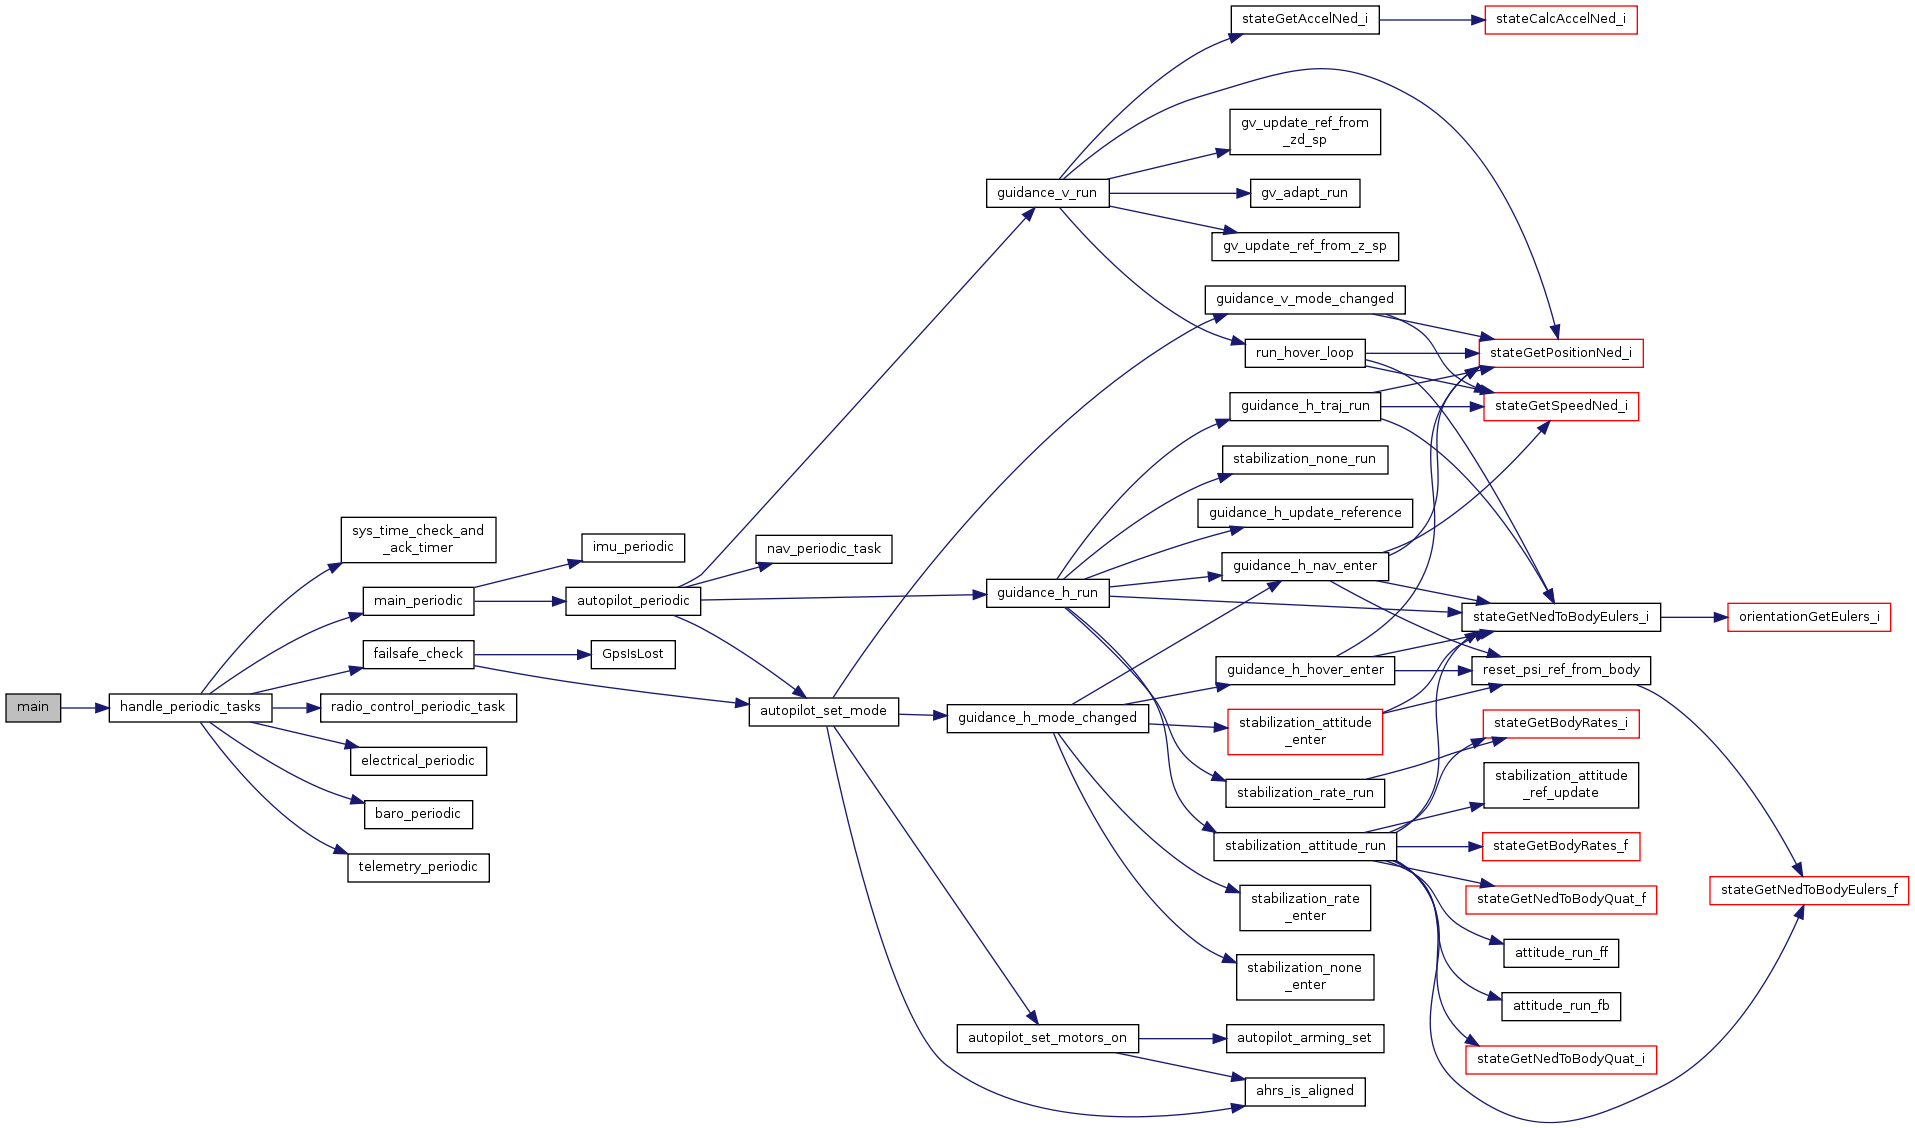 main
handle_periodic_tasks
sys_time_check_and
_ack_timer
main_periodic
failsafe_check
radio_control_periodic_task
electrical_periodic
baro_periodic
telemetry_periodic
imu_periodic
autopilot_periodic
GpsIsLost
nav_periodic_task
autopilot_set_mode
guidance_v_run
guidance_h_run
guidance_h_mode_changed
autopilot_set_motors_on
stateGetAccelNed_i
gv_update_ref_from
_zd_sp
gv_adapt_run
gv_update_ref_from_z_sp
guidance_v_mode_changed
run_hover_loop
guidance_h_traj_run
stabilization_none_run
guidance_h_update_reference
guidance_h_nav_enter
guidance_h_hover_enter
stabilization_attitude
_enter
stabilization_rate_run
stabilization_attitude_run
stabilization_rate
_enter
stabilization_none
_enter
autopilot_arming_set
ahrs_is_aligned
stateCalcAccelNed_i
stateGetPositionNed_i
stateGetSpeedNed_i
stateGetNedToBodyEulers_i
reset_psi_ref_from_body
stateGetBodyRates_i
stabilization_attitude
_ref_update
stateGetBodyRates_f
stateGetNedToBodyQuat_f
attitude_run_ff
attitude_run_fb
stateGetNedToBodyQuat_i
orientationGetEulers_i
stateGetNedToBodyEulers_f